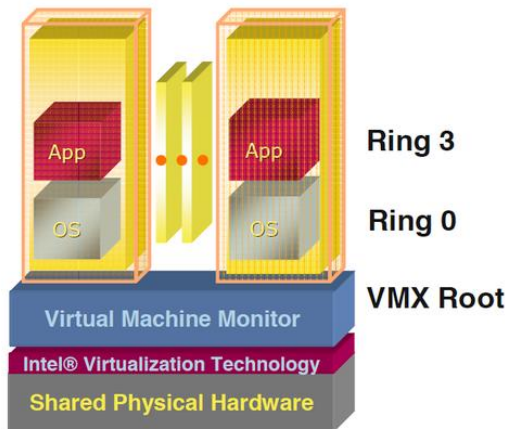 App
App
Ring 3
OS
OS
Ring 0
VMX Root
Virtual Machine Monitor
Intel® Virtualization Technology
Shared Physical Hardware